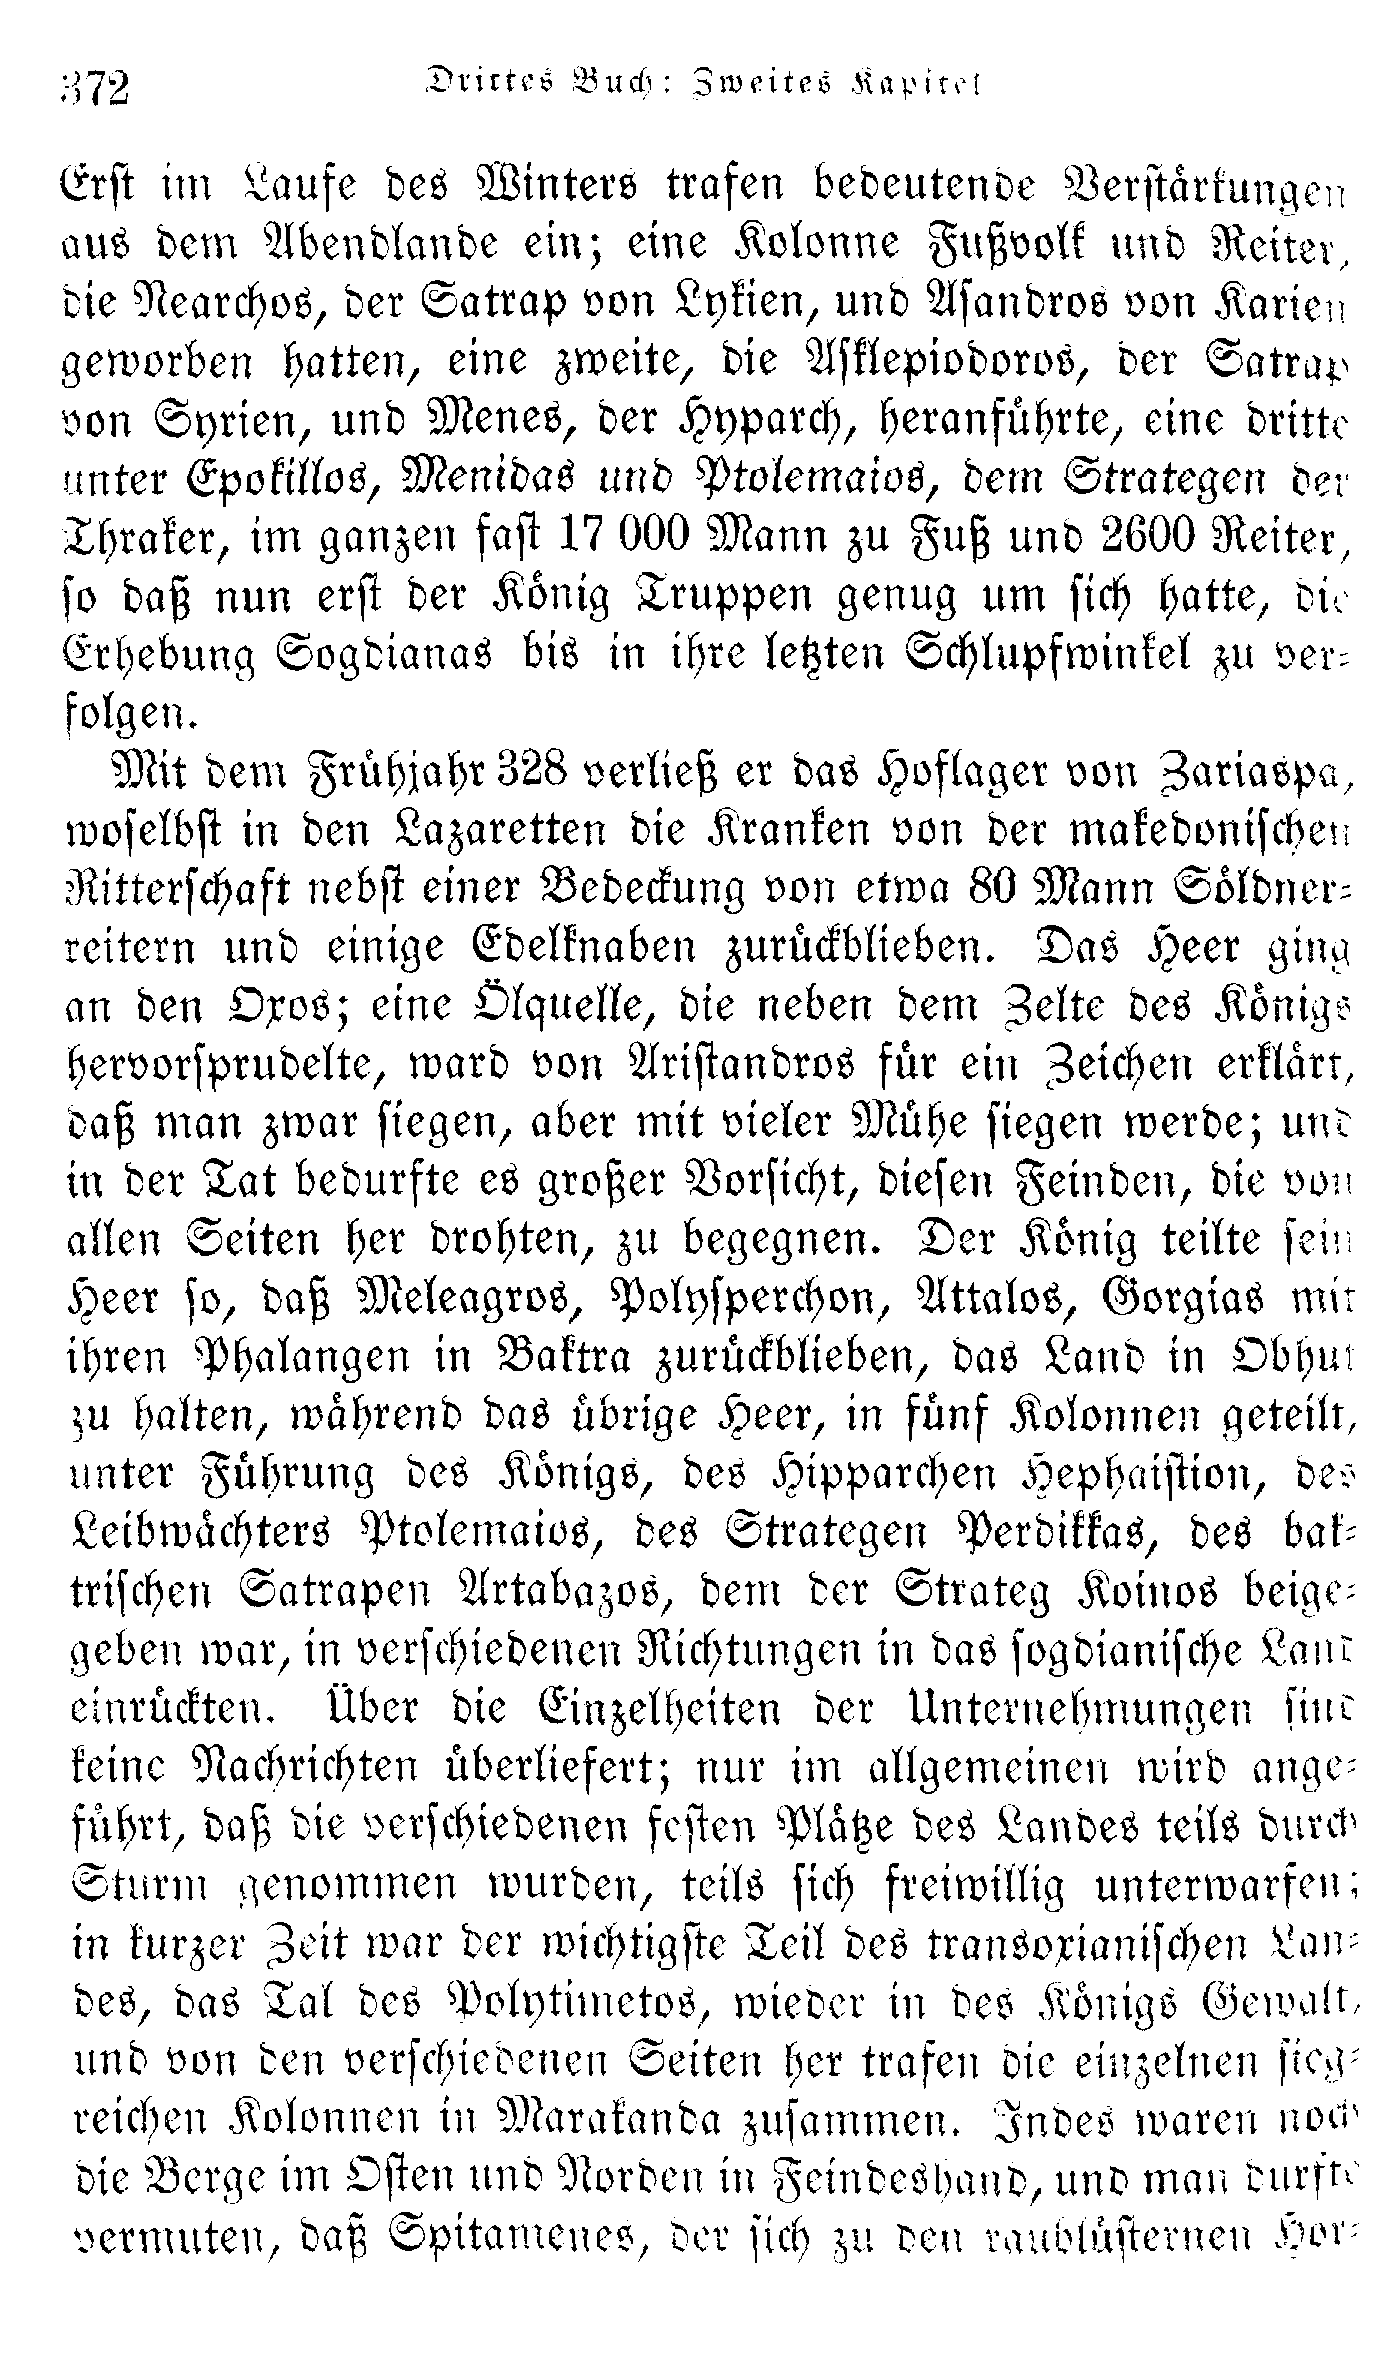 372
Drittes Buch: Zweites Kapitel
Erst im Laufe des Winters trafen bedeutende Verstärkungen
aus dem Abendlande ein; eine Kolonne Fußvolk und Reiter,
die Nearchos, der Satrap von Lykien, und Asandros von Karien
geworben hatten, eine zweite, die Asklepiodoros, der Satrap
von Syrien, und Menes, der Hyparch, heranführte, eine dritte
unter Epokillos, Menidas und Ptolemaios, dem Strategen der
Thraker, im ganzen fast 17 000 Mann zu Fuß und 2600 Reiter,
so daß nun erst der König Truppen genug um sich hatte, die
Erhebung Sogdianas bis in ihre letzten Schlupfwinkel zu ver-
folgen.
Mit dem Frühjahr 328 verließ er das Hoflager von Zariaspa,
woselbst in den Lazaretten die Kranken von der makedonischen
Ritterschaft nebst einer Bedeckung von etwa 80 Mann Söldner-
reitern und einige Edelknaben zurückblieben. Das Heer ging
an den Oxos; eine Ölquelle, die neben dem Zelte des Königs
hervorsprudelte, ward von Aristandros für ein Zeichen erklärt,
daß man zwar siegen, aber mit vieler Mühe siegen werde; und
in der Tat bedurfte es großer Vorsicht, diesen Feinden, die von
allen Seiten her drohten, zu begegnen. Der König teilte sein
Heer so, daß Meleagros, Polysperchon, Attalos, Gorgias mit
ihren Phalangen in Baktra zurückblieben, das Land in Obhut
zu halten, während das übrige Heer, in fünf Kolonnen geteilt,
unter Führung des Königs, des Hipparchen Hephaistion, des
Leibwächters Ptolemaios, des Strategen Perdikkas, des bak-
trischen Satrapen Artabazos, dem der Strateg Koinos beige-
geben war, in verschiedenen Richtungen in das sogdianische Land
einrückten. Über die Einzelheiten der Unternehmungen sind
keine Nachrichten überliefert; nur im allgemeinen wird ange-
führt, daß die verschiedenen festen Plätze des Landes teils durch
Sturm genommen wurden, teils sich freiwillig unterwarfen;
in kurzer Zeit war der wichtigste Teil des transoxianischen Lan-
des, das Tal des Polytimetos, wieder in des Königs Gewalt,
und von den verschiedenen Seiten her trafen die einzelnen sieg-
reichen Kolonnen in Marakanda zusammen. Indes waren noch
die Berge im Osten und Norden in Feindeshand, und man durfte
vermuten, daß Spitamenes, der sich zu den raublüsternen Hor-